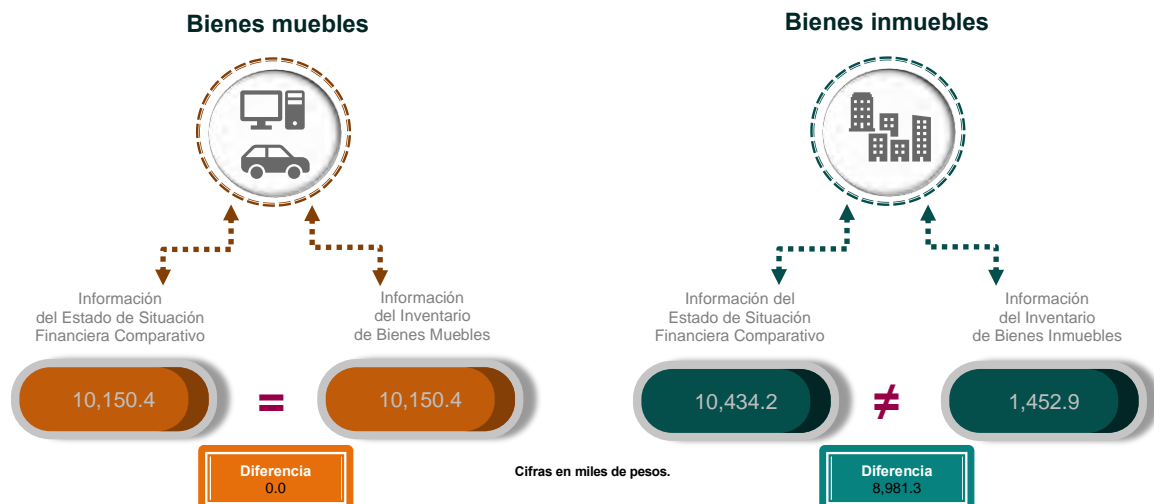 Bienes muebles
Información
del Estado de Situación
Financiera Comparativo
Información
del Inventario
de Bienes Muebles
10,150.4
=
10,150.4
Diferencia
0.0
Cifras en miles de pesos.
Bienes inmuebles
Información del
Estado de Situación
Financiera Comparativo
Información
del Inventario
de Bienes Inmuebles
10,434.2
≠
1,452.9
Diferencia
8,981.3